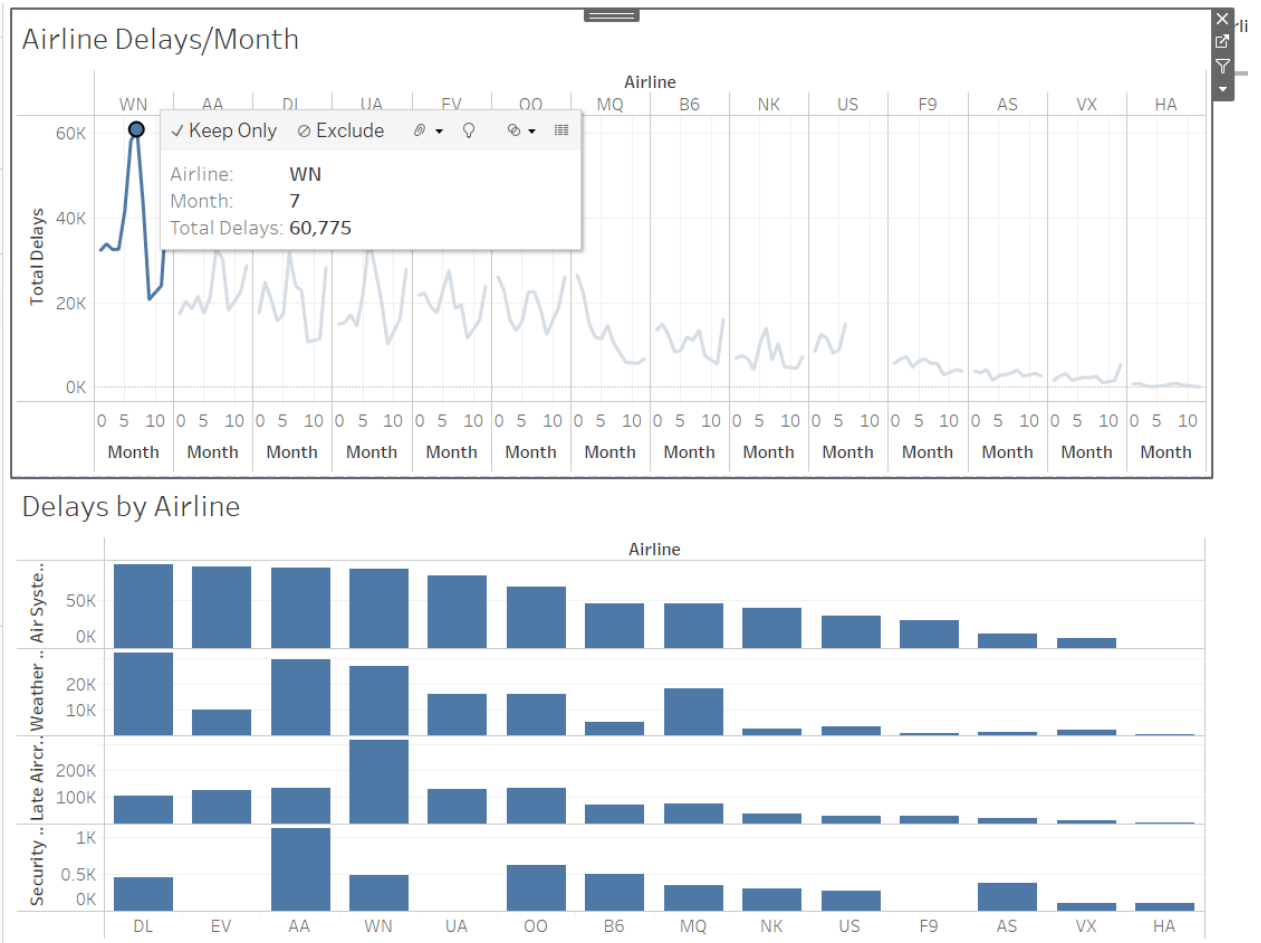 Airline Delays/Month
rli
Airline
WN AA DL UA EV OO MQ B6 NK US F9 AS VX HA
Keep Only Exclude
Airline: WN
Month: 7
Total Delays: 60,775
Total Delays
60K
40K
20K
0K
0 5 10 0 5 10 0 5 10 0 5 10 0 5 10 0 5 10 0 5 10 0 5 10 0 5 10 0 5 10 0 5 10 0 5 10 0 5 10 0 5 10
Month Month Month Month Month Month Month Month Month Month Month Month Month Month
Delays by Airline
Airline
Air Syste..
50K
0K
Weather ..
20K
10K
Late Aircr..
200K
100K
Security ..
1K
0.5K
0K
DL EV AA WN UA OO B6 MQ NK US F9 AS VX HA